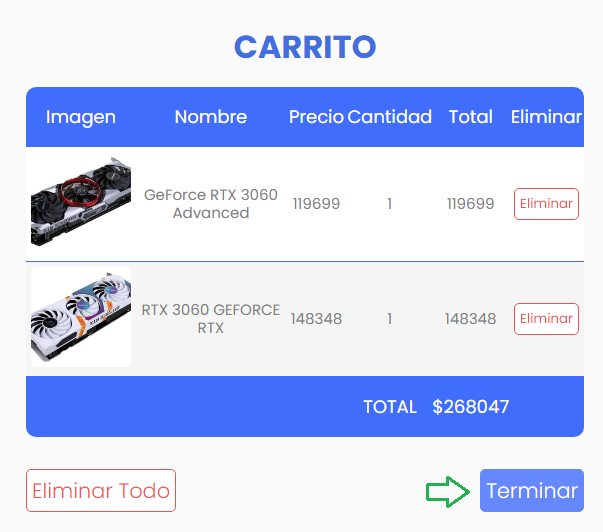 CARRITO
Imagen Nombre Precio Cantidad Total Eliminar
GeForce RTX 3060
Advanced
119699 1 119699 Eliminar
RTX 3060 GEFORCE
RTX
148348 1 148348 Eliminar
TOTAL $268047
Eliminar Todo Terminar